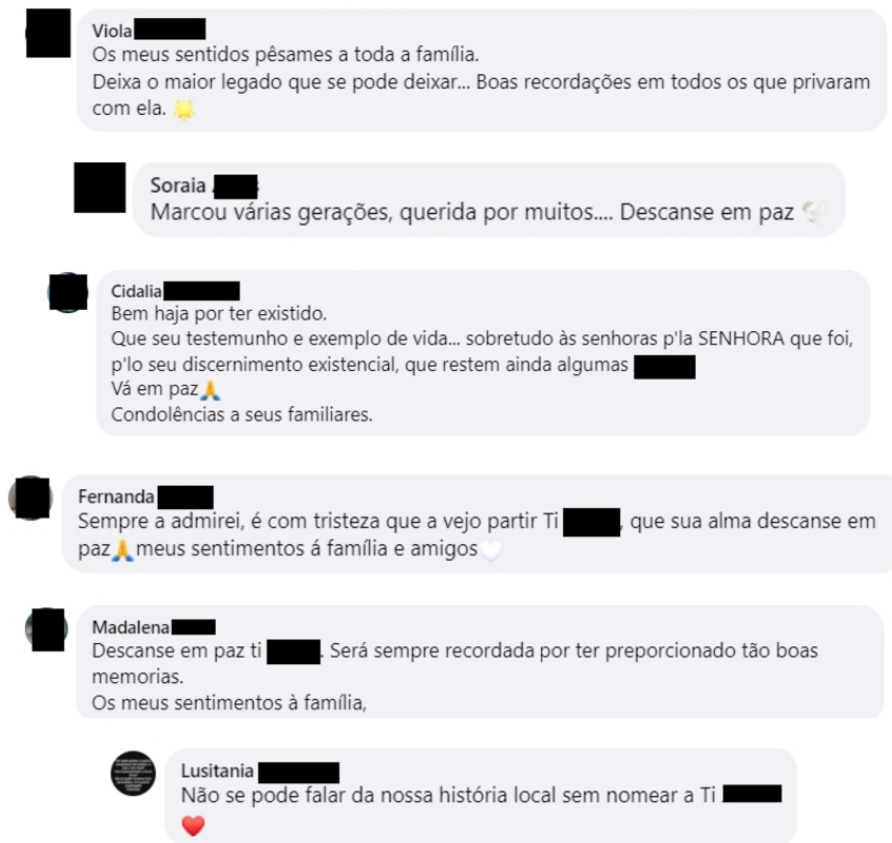 Viola
Os meus sentidos pêsames a toda a família.
Deixa o maior legado que se pode deixar... Boas recordações em todos os que privaram
com ela. 🌟
Soraia
Marcou várias gerações, querida por muitos.... Descanse em paz 🕊️
Cidalia
Bem haja por ter existido.
Que seu testemunho e exemplo de vida... sobretudo às senhoras p'la SENHORA que foi,
p'lo seu discernimento existencial, que restem ainda algumas
Vá em paz🙏
Condolências a seus familiares.
Fernanda
Sempre a admirei, é com tristeza que a vejo partir Ti , que sua alma descanse em
paz🙏meus sentimentos á família e amigos🤍
Madalena
Descanse em paz ti . Será sempre recordada por ter preporcionado tão boas
memorias.
Os meus sentimentos à família,
Lusitania
Não se pode falar da nossa história local sem nomear a Ti
❤️